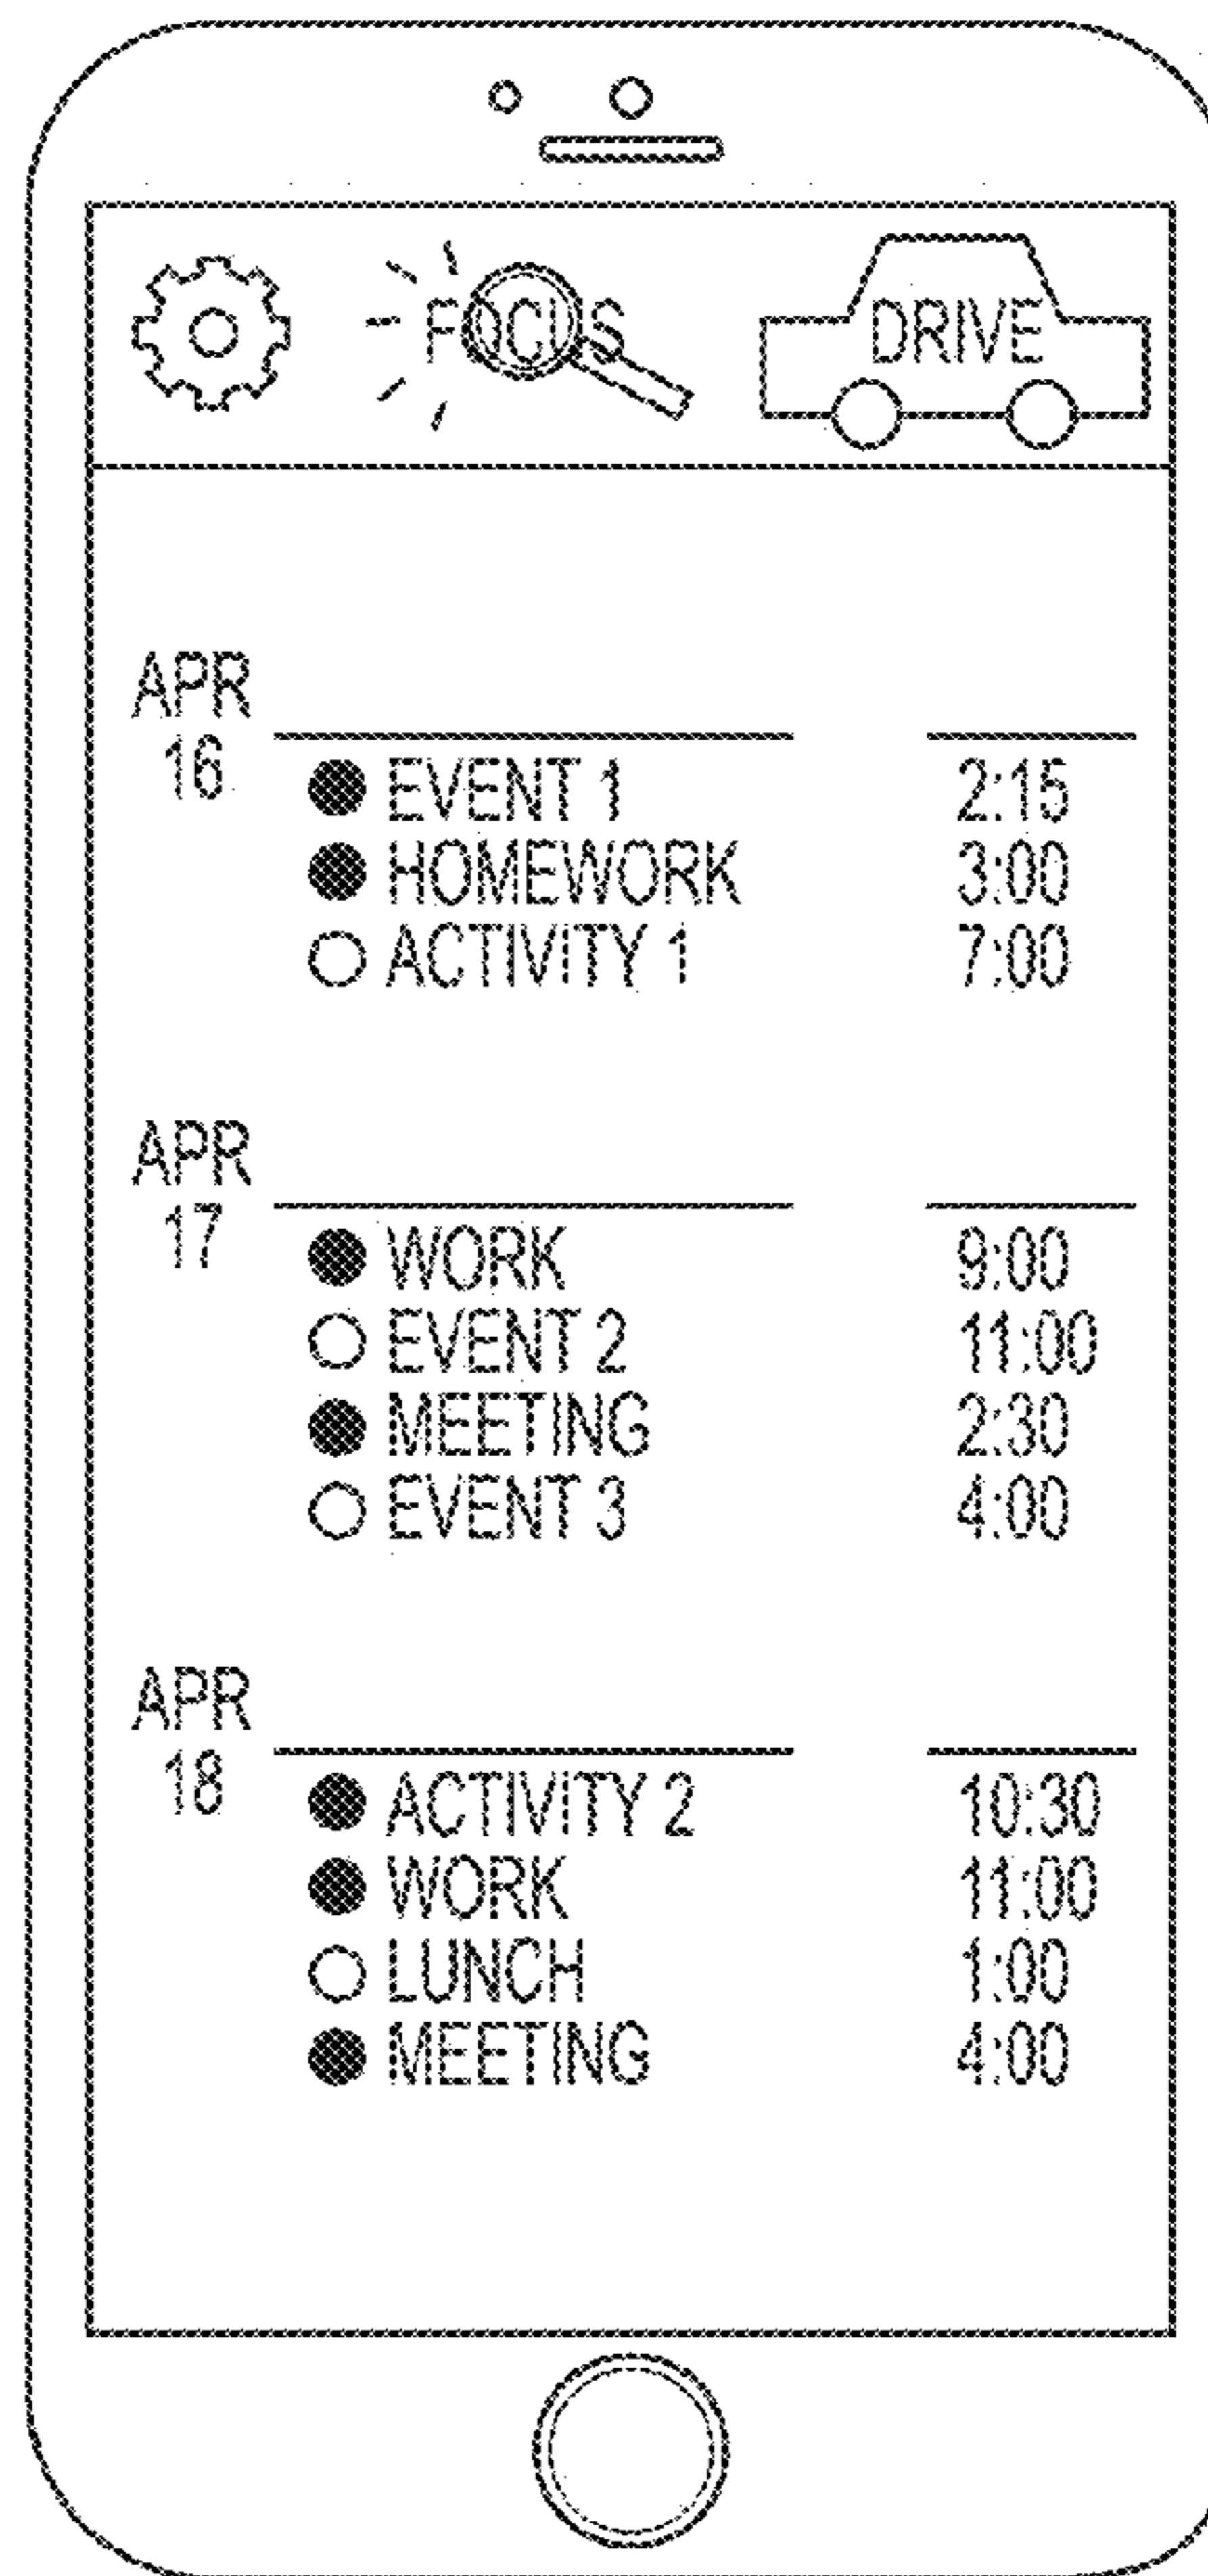 FOCUS DRIVE
APR
16
EVENT 1 2:15
HOMEWORK 3:00
ACTIVITY 1 7:00
APR
17
WORK 9:00
EVENT 2 11:00
MEETING 2:30
EVENT 3 4:00
APR
18
ACTIVITY 2 10:30
WORK 11:00
LUNCH 1:00
MEETING 4:00